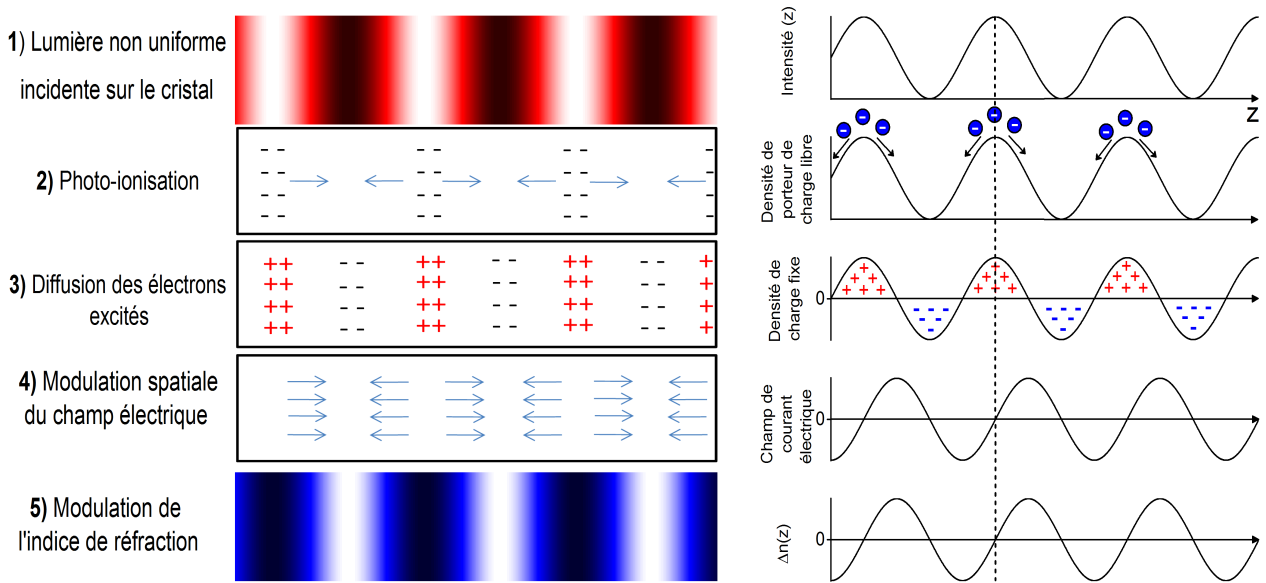 1) Lumière non uniforme
incidente sur le cristal
2) Photo-ionisation
3) Diffusion des électrons
excités
4) Modulation spatiale
du champ électrique
5) Modulation de
l'indice de réfraction
Intensité (z)
Z
Densité de
porteur de
charge libre
Densité de
charge fixe
0
Champ de
courant
électrique
0
Δn(z)
0